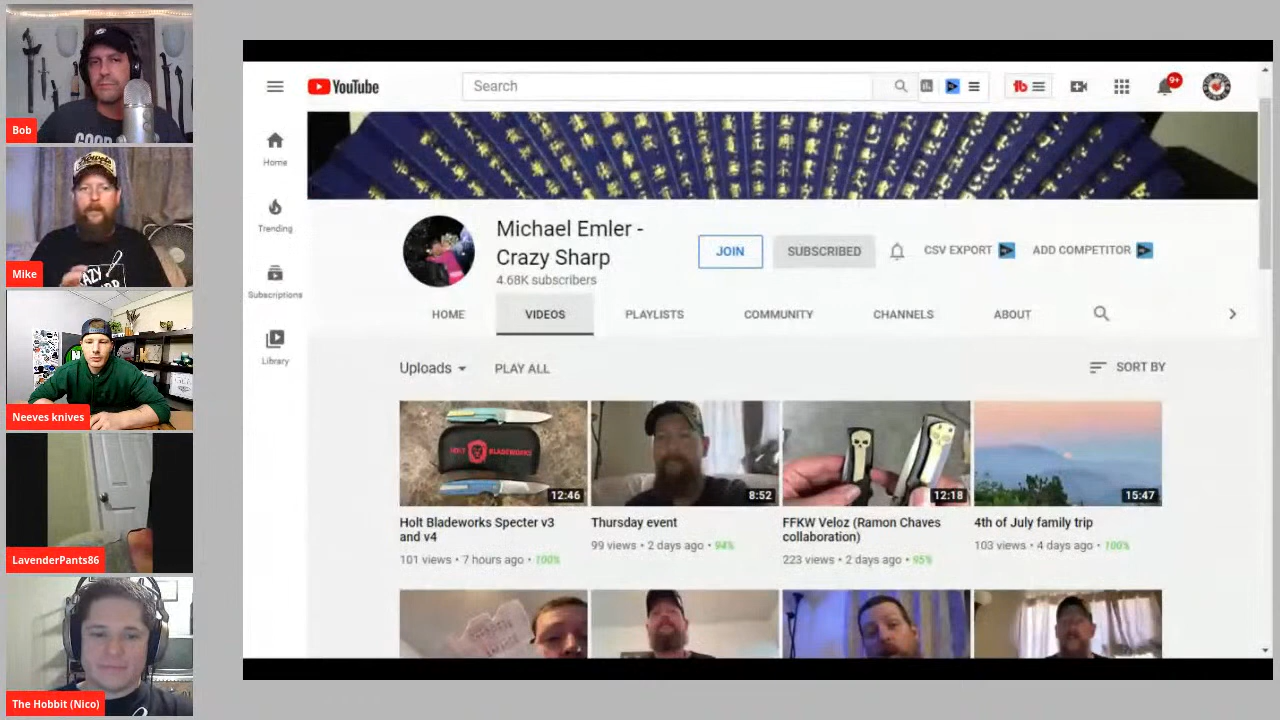 Bob
GOOD
Mike
Neeves knives
LavenderPants86
The Hobbit (Nico)
YouTube
Search
9+
Home
Trending
Subscriptions
Library
Michael Emler -
Crazy Sharp
4.68K subscribers
JOIN
SUBSCRIBED
CSV EXPORT
ADD COMPETITOR
HOME
VIDEOS
PLAYLISTS
COMMUNITY
CHANNELS
ABOUT
Uploads
PLAY ALL
SORT BY
HOLT BLADEWORKS
12:46
8:52
12:18
15:47
Holt Bladeworks Specter v3
and v4
101 views • 7 hours ago • 100%
Thursday event
99 views • 2 days ago • 94%
FFKW Veloz (Ramon Chaves
collaboration)
223 views • 2 days ago • 95%
4th of July family trip
103 views • 4 days ago • 100%